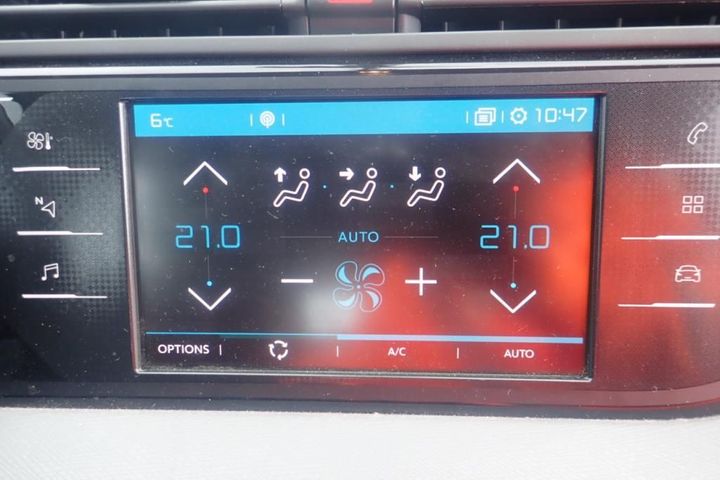 6°C 10:47
N
21.0 AUTO 21.0
OPTIONS A/C AUTO